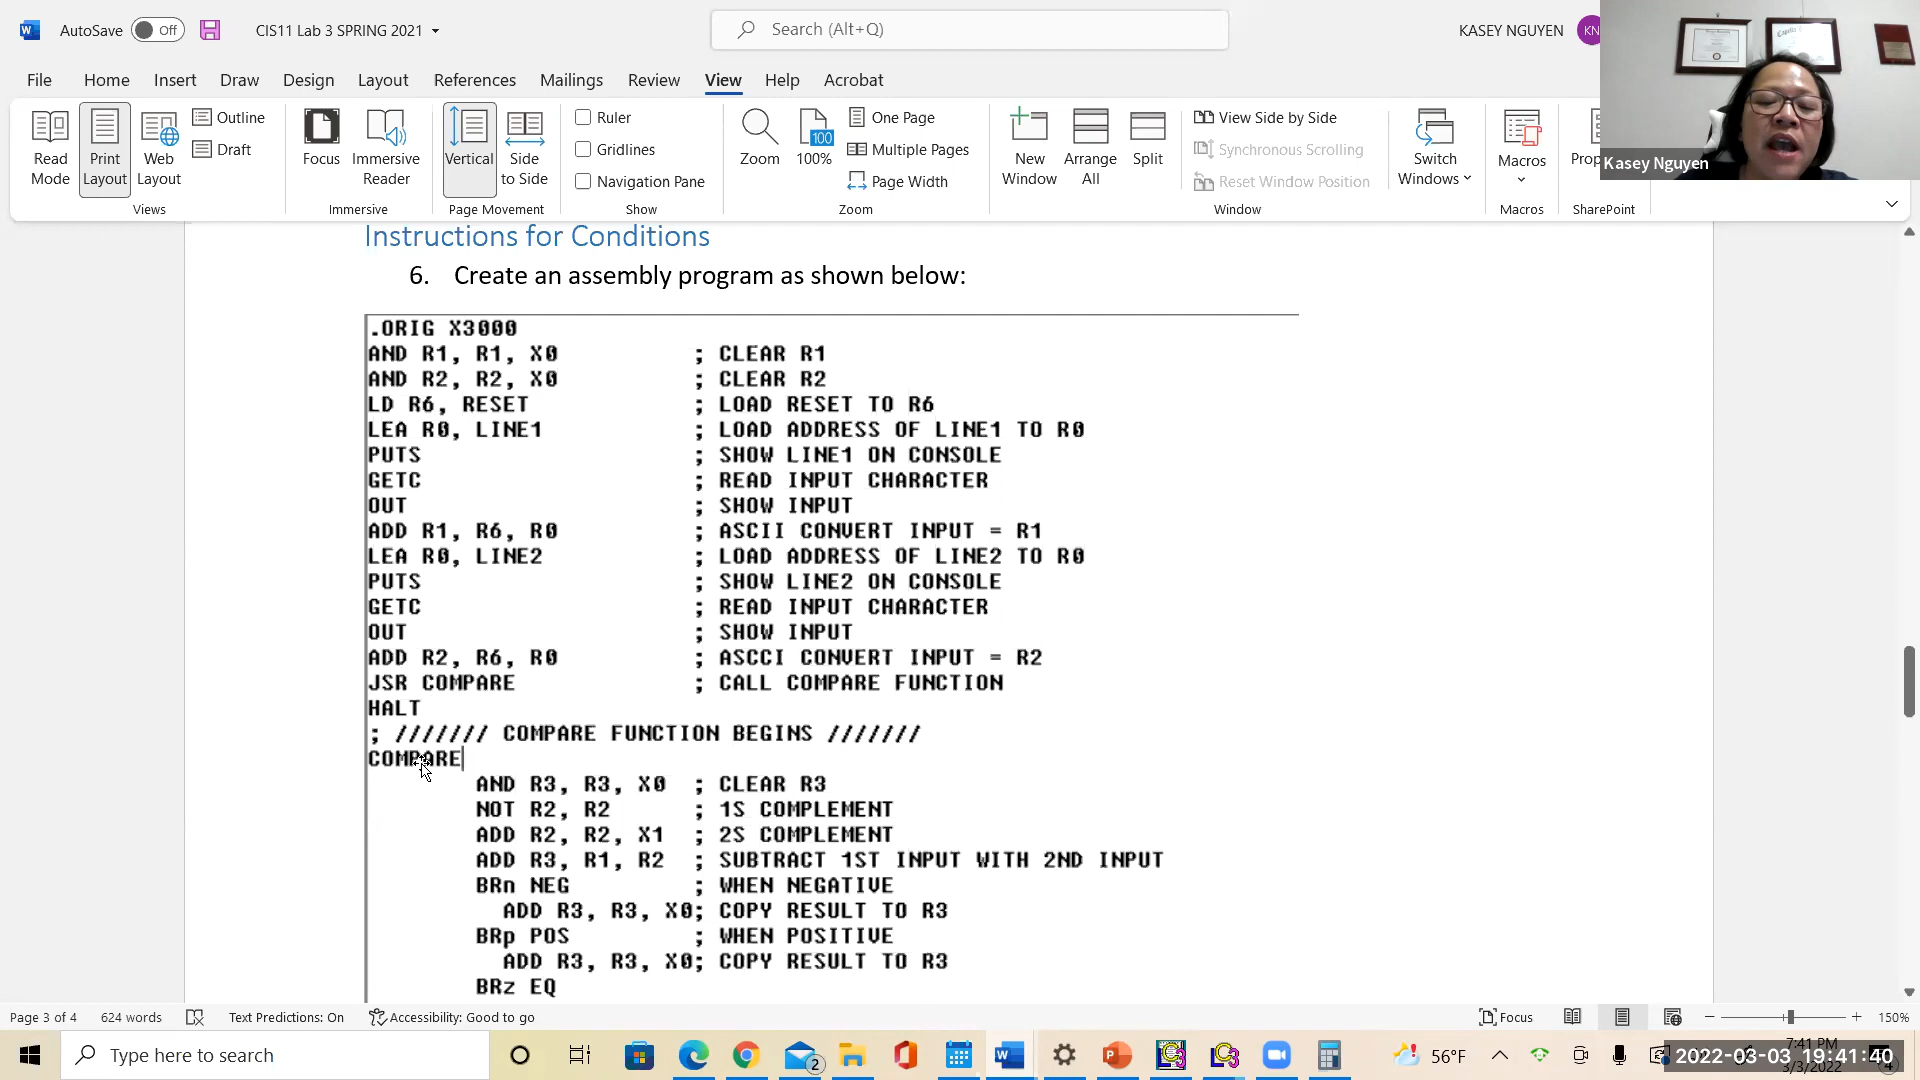 AutoSave Off CIS11 Lab 3 SPRING 2021 Search (Alt+Q) KASEY NGUYEN KN
File Home Insert Draw Design Layout References Mailings Review View Help Acrobat
Read Mode Print Layout Web Layout Outline Draft Focus Immersive Reader Vertical Side to Side Ruler Gridlines Navigation Pane Zoom 100% 100 One Page Multiple Pages Page Width New Window Arrange All Split View Side by Side Synchronous Scrolling Reset Window Position Switch Windows Macros
Kasey Nguyen
Views Immersive Page Movement Show Zoom Window Macros SharePoint
Instructions for Conditions
6. Create an assembly program as shown below:
.ORIG X3000
AND R1, R1, X0 ; CLEAR R1
AND R2, R2, X0 ; CLEAR R2
LD R6, RESET ; LOAD RESET TO R6
LEA R0, LINE1 ; LOAD ADDRESS OF LINE1 TO R0
PUTS ; SHOW LINE1 ON CONSOLE
GETC ; READ INPUT CHARACTER
OUT ; SHOW INPUT
ADD R1, R6, R0 ; ASCII CONVERT INPUT = R1
LEA R0, LINE2 ; LOAD ADDRESS OF LINE2 TO R0
PUTS ; SHOW LINE2 ON CONSOLE
GETC ; READ INPUT CHARACTER
OUT ; SHOW INPUT
ADD R2, R6, R0 ; ASCCI CONVERT INPUT = R2
JSR COMPARE ; CALL COMPARE FUNCTION
HALT
; /////// COMPARE FUNCTION BEGINS ///////
COMPARE
AND R3, R3, X0 ; CLEAR R3
NOT R2, R2 ; 1S COMPLEMENT
ADD R2, R2, X1 ; 2S COMPLEMENT
ADD R3, R1, R2 ; SUBTRACT 1ST INPUT WITH 2ND INPUT
BRn NEG ; WHEN NEGATIVE
ADD R3, R3, X0; COPY RESULT TO R3
BRp POS ; WHEN POSITIVE
ADD R3, R3, X0; COPY RESULT TO R3
BRz EQ
Page 3 of 4 624 words Text Predictions: On Accessibility: Good to go Focus 150%
Type here to search 2 56°F 2022-03-03 19:41:40